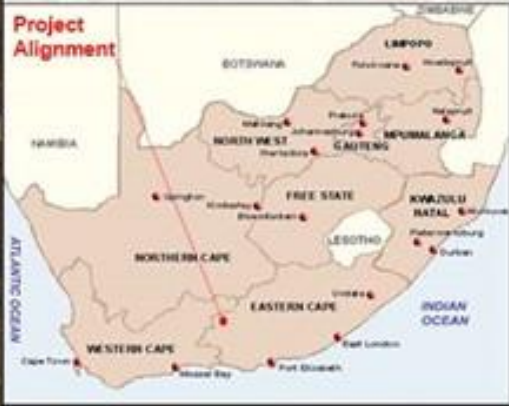 Project
Alignment
ZIMBABWE
LIMPOPO
BOTSWANA
NAMIBIA
Pretoria
Johannesburg
NORTH WEST
GAUTENG
MPUMALANGA
Upington
Kimberley
FREE STATE
Bloemfontein
KWAZULU
NATAL
LESOTHO
Pietermaritzburg
Durban
NORTHERN CAPE
ATLANTIC OCEAN
Umtata
EASTERN CAPE
INDIAN
OCEAN
WESTERN CAPE
East London
Cape Town
Mossel Bay
Port Elizabeth